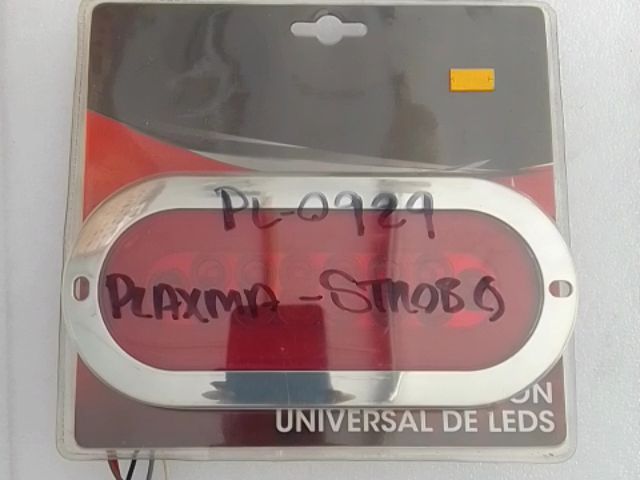 PL-0929
PLAXMA - STROBO
UNIVERSAL DE LEDS